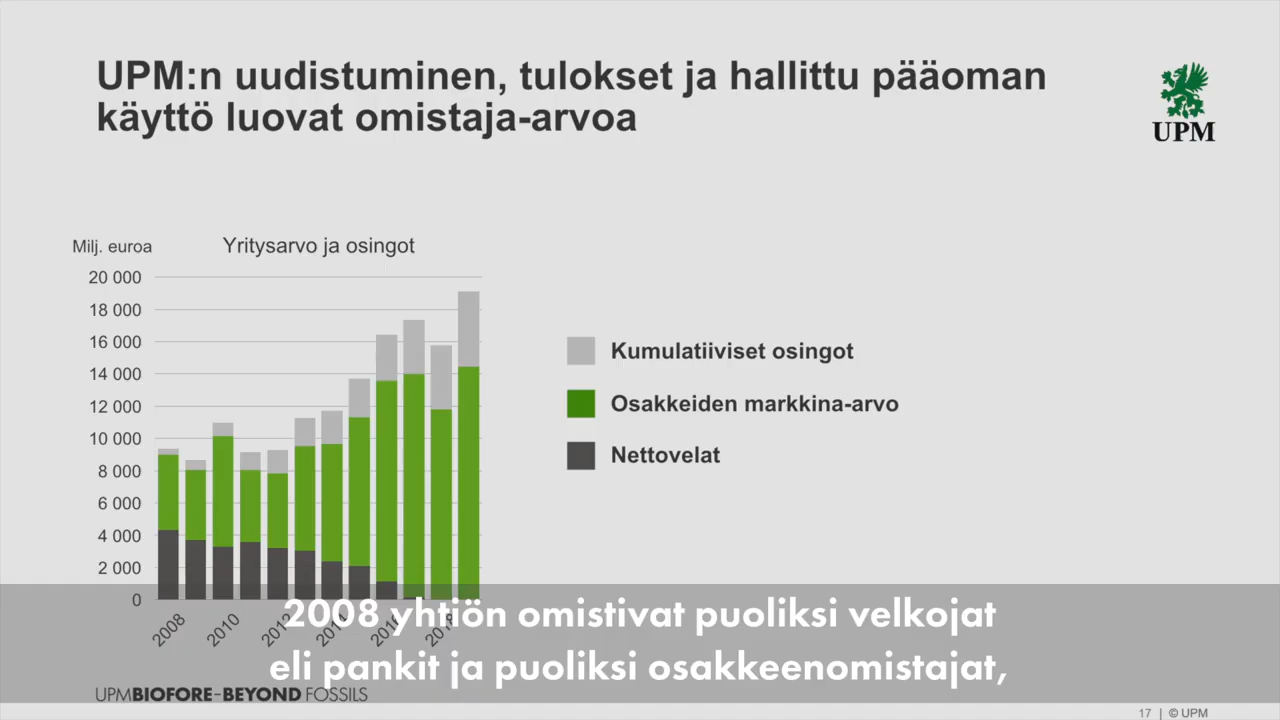 UPM:n uudistuminen, tulokset ja hallittu pääoman
käyttö luovat omistaja-arvoa
UPM
Milj. euroa
Yritysarvo ja osingot
20 000
18 000
16 000
14 000
12 000
10 000
8 000
6 000
4 000
2 000
0
2008
2010
2012
2014
2016
2018
Kumulatiiviset osingot
Osakkeiden markkina-arvo
Nettovelat
2008 yhtiön omistivat puoliksi velkojat
eli pankit ja puoliksi osakkeenomistajat,
UPM BIOFORE–BEYOND FOSSILS
17 | © UPM